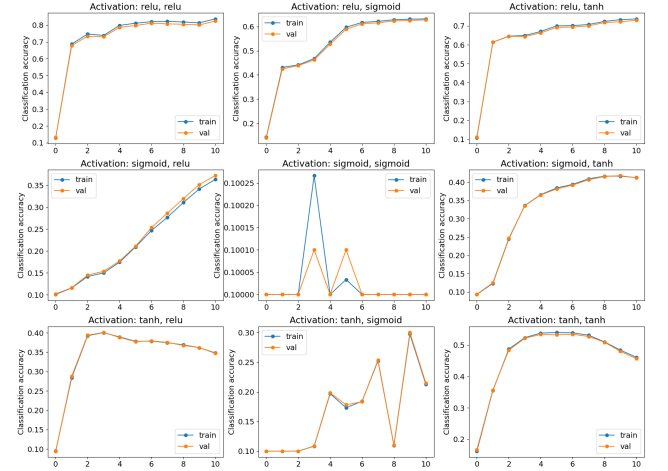 Activation: relu, relu
Classification accuracy
0.8
0.7
0.6
0.5
0.4
0.3
0.2
0.1
0 2 4 6 8 10
train
val
Activation: relu, sigmoid
Classification accuracy
0.6
0.5
0.4
0.3
0.2
0 2 4 6 8 10
train
val
Activation: relu, tanh
Classification accuracy
0.7
0.6
0.5
0.4
0.3
0.2
0.1
0 2 4 6 8 10
train
val
Activation: sigmoid, relu
Classification accuracy
0.35
0.30
0.25
0.20
0.15
0.10
0 2 4 6 8 10
train
val
Activation: sigmoid, sigmoid
Classification accuracy
0.10025
0.10020
0.10015
0.10010
0.10005
0.10000
0 2 4 6 8 10
train
val
Activation: sigmoid, tanh
Classification accuracy
0.40
0.35
0.30
0.25
0.20
0.15
0.10
0 2 4 6 8 10
train
val
Activation: tanh, relu
Classification accuracy
0.40
0.35
0.30
0.25
0.20
0.15
0.10
0 2 4 6 8 10
train
val
Activation: tanh, sigmoid
Classification accuracy
0.30
0.25
0.20
0.15
0.10
0 2 4 6 8 10
train
val
Activation: tanh, tanh
Classification accuracy
0.5
0.4
0.3
0.2
0 2 4 6 8 10
train
val